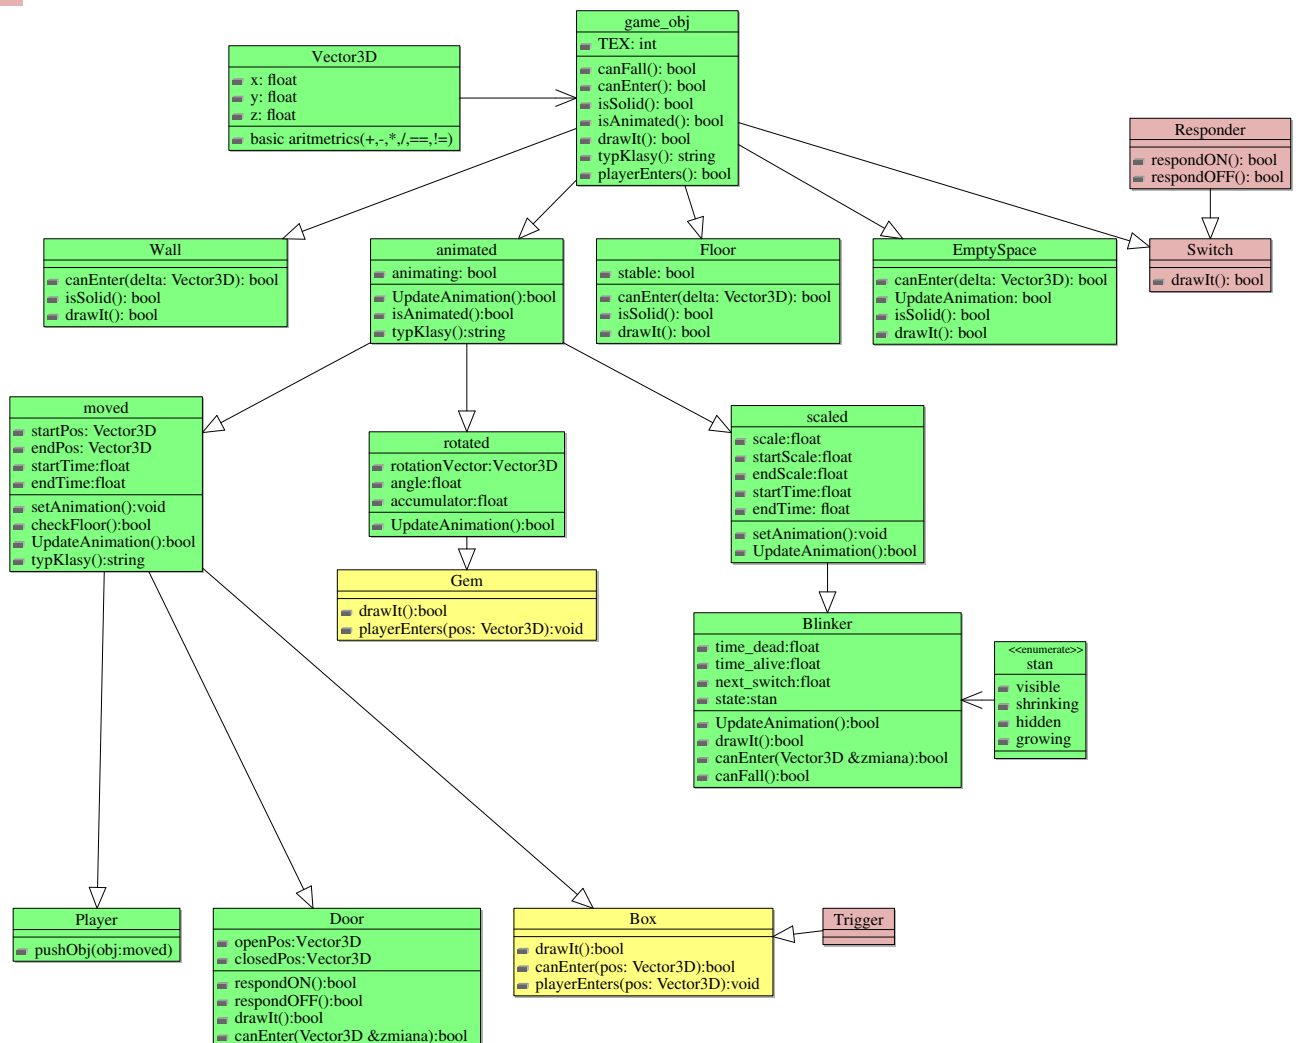 game_obj
TEX: int
canFall(): bool
canEnter(): bool
isSolid(): bool
isAnimated(): bool
drawIt(): bool
typKlasy(): string
playerEnters(): bool
Vector3D
x: float
y: float
z: float
basic aritmetrics(+,-,*,/,==,!=)
Responder
respondON(): bool
respondOFF(): bool
Wall
canEnter(delta: Vector3D): bool
isSolid(): bool
drawIt(): bool
animated
animating: bool
UpdateAnimation():bool
isAnimated():bool
typKlasy():string
Floor
stable: bool
canEnter(delta: Vector3D): bool
isSolid(): bool
drawIt(): bool
EmptySpace
canEnter(delta: Vector3D): bool
UpdateAnimation: bool
isSolid(): bool
drawIt(): bool
Switch
drawIt(): bool
moved
startPos: Vector3D
endPos: Vector3D
startTime:float
endTime:float
setAnimation():void
checkFloor():bool
UpdateAnimation():bool
typKlasy():string
rotated
rotationVector:Vector3D
angle:float
accumulator:float
UpdateAnimation():bool
scaled
scale:float
startScale:float
endScale:float
startTime:float
endTime: float
setAnimation():void
UpdateAnimation():bool
Gem
drawIt():bool
playerEnters(pos: Vector3D):void
Blinker
time_dead:float
time_alive:float
next_switch:float
state:stan
UpdateAnimation():bool
drawIt():bool
canEnter(Vector3D &zmiana):bool
canFall():bool
<<enumerate>>
stan
visible
shrinking
hidden
growing
Player
pushObj(obj:moved)
Door
openPos:Vector3D
closedPos:Vector3D
respondON():bool
respondOFF():bool
drawIt():bool
canEnter(Vector3D &zmiana):bool
Box
drawIt():bool
canEnter(pos: Vector3D):bool
playerEnters(pos: Vector3D):void
Trigger